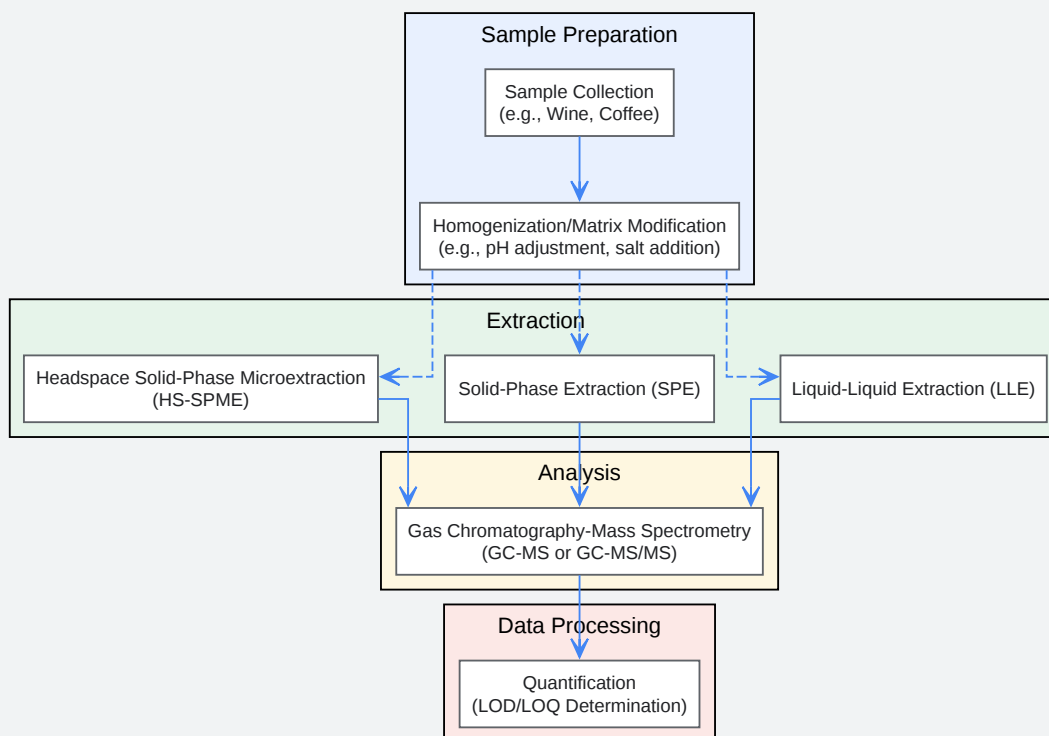 Sample Preparation
Sample Collection
(e.g., Wine, Coffee)
Homogenization/Matrix Modification
(e.g., pH adjustment, salt addition)
Extraction
Headspace Solid-Phase Microextraction
(HS-SPME)
Solid-Phase Extraction (SPE)
Liquid-Liquid Extraction (LLE)
Analysis
Gas Chromatography-Mass Spectrometry
(GC-MS or GC-MS/MS)
Data Processing
Quantification
(LOD/LOQ Determination)